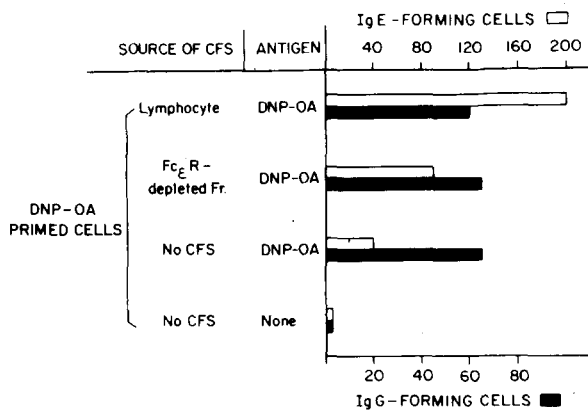 IgE-FORMING CELLS
SOURCE OF CFS ANTIGEN 40 80 120 160 200
Lymphocyte DNP-OA
FcεR-
depleted Fr. DNP-OA
DNP-OA
PRIMED CELLS
No CFS DNP-OA
No CFS None
20 40 60 80
IgG-FORMING CELLS